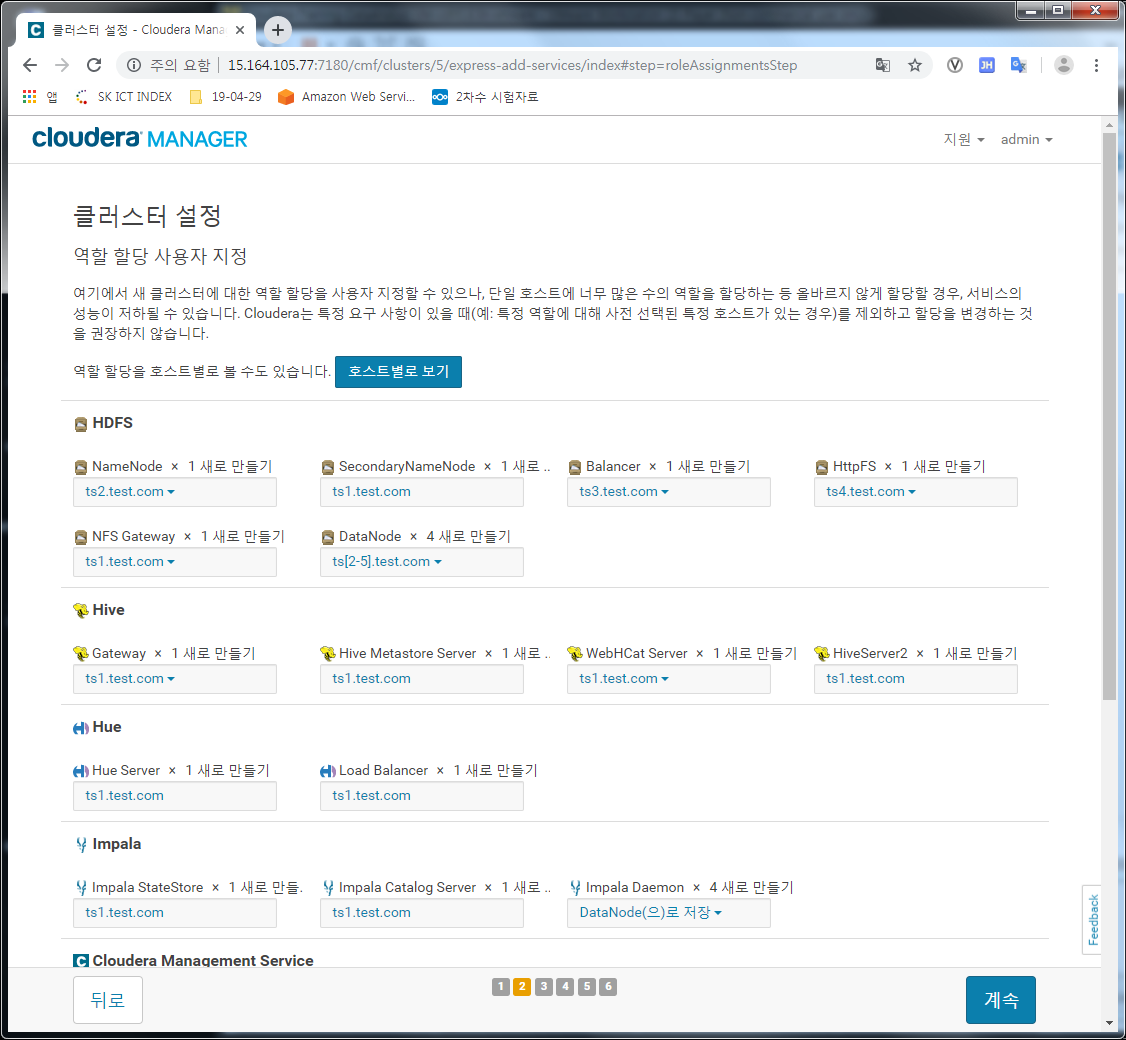 클러스터 설정 - Cloudera Mana
주의 요함 | 15.164.105.77:7180/cmf/clusters/5/express-add-services/index#step=roleAssignmentsStep
JH
앱 SK ICT INDEX 19-04-29 Amazon Web Servi... 2차수 시험자료
cloudera MANAGER 지원 admin
클러스터 설정
역할 할당 사용자 지정
여기에서 새 클러스터에 대한 역할 할당을 사용자 지정할 수 있으나, 단일 호스트에 너무 많은 수의 역할을 할당하는 등 올바르지 않게 할당할 경우, 서비스의
성능이 저하될 수 있습니다. Cloudera는 특정 요구 사항이 있을 때(예: 특정 역할에 대해 사전 선택된 특정 호스트가 있는 경우)를 제외하고 할당을 변경하는 것
을 권장하지 않습니다.
역할 할당을 호스트별로 볼 수도 있습니다. 호스트별로 보기
HDFS
NameNode × 1 새로 만들기 SecondaryNameNode × 1 새로 .. Balancer × 1 새로 만들기 HttpFS × 1 새로 만들기
ts2.test.com ts1.test.com ts3.test.com ts4.test.com
NFS Gateway × 1 새로 만들기 DataNode × 4 새로 만들기
ts1.test.com ts[2-5].test.com
Hive
Gateway × 1 새로 만들기 Hive Metastore Server × 1 새로 .. WebHCat Server × 1 새로 만들기 HiveServer2 × 1 새로 만들기
ts1.test.com ts1.test.com ts1.test.com ts1.test.com
Hue
Hue Server × 1 새로 만들기 Load Balancer × 1 새로 만들기
ts1.test.com ts1.test.com
Impala
Impala StateStore × 1 새로 만들. Impala Catalog Server × 1 새로 .. Impala Daemon × 4 새로 만들기
ts1.test.com ts1.test.com DataNode(으)로 저장
Feedback
Cloudera Management Service
뒤로 1 2 3 4 5 6 계속